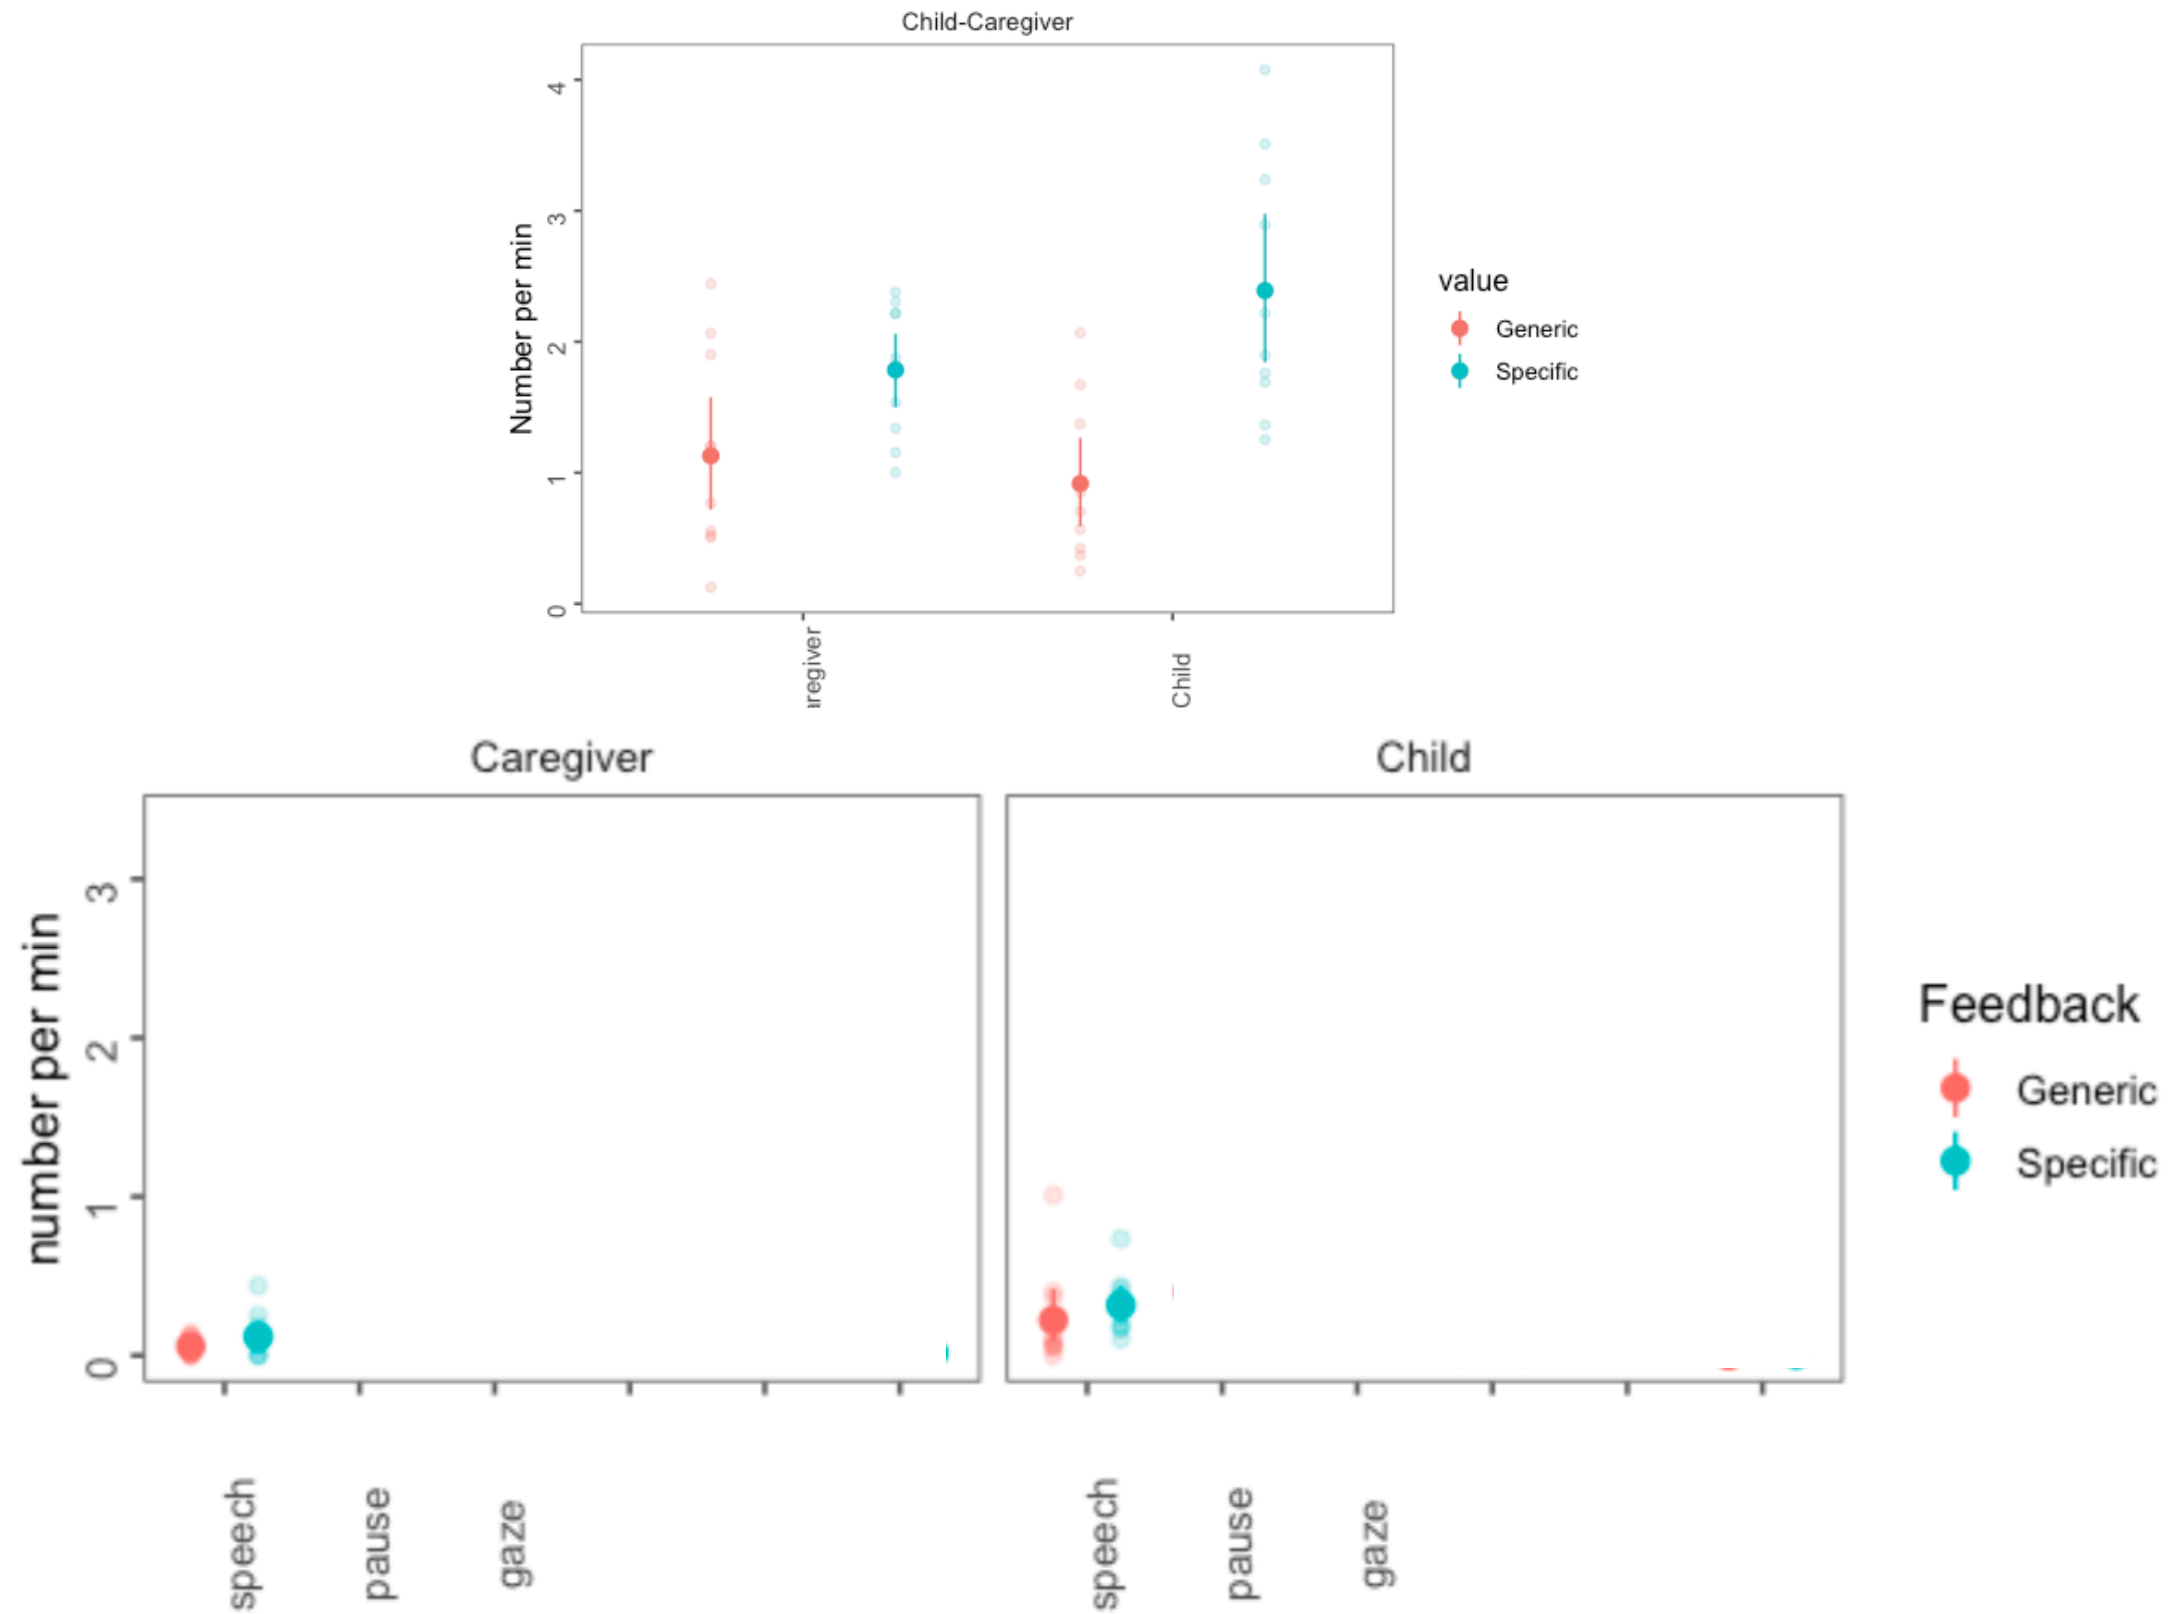 Child-Caregiver
4
3
2
1
0
Number per min
aregiver
Child
value
Generic
Specific
Caregiver
Child
3
2
1
0
number per min
speech
pause
gaze
speech
pause
gaze
Feedback
Generic
Specific